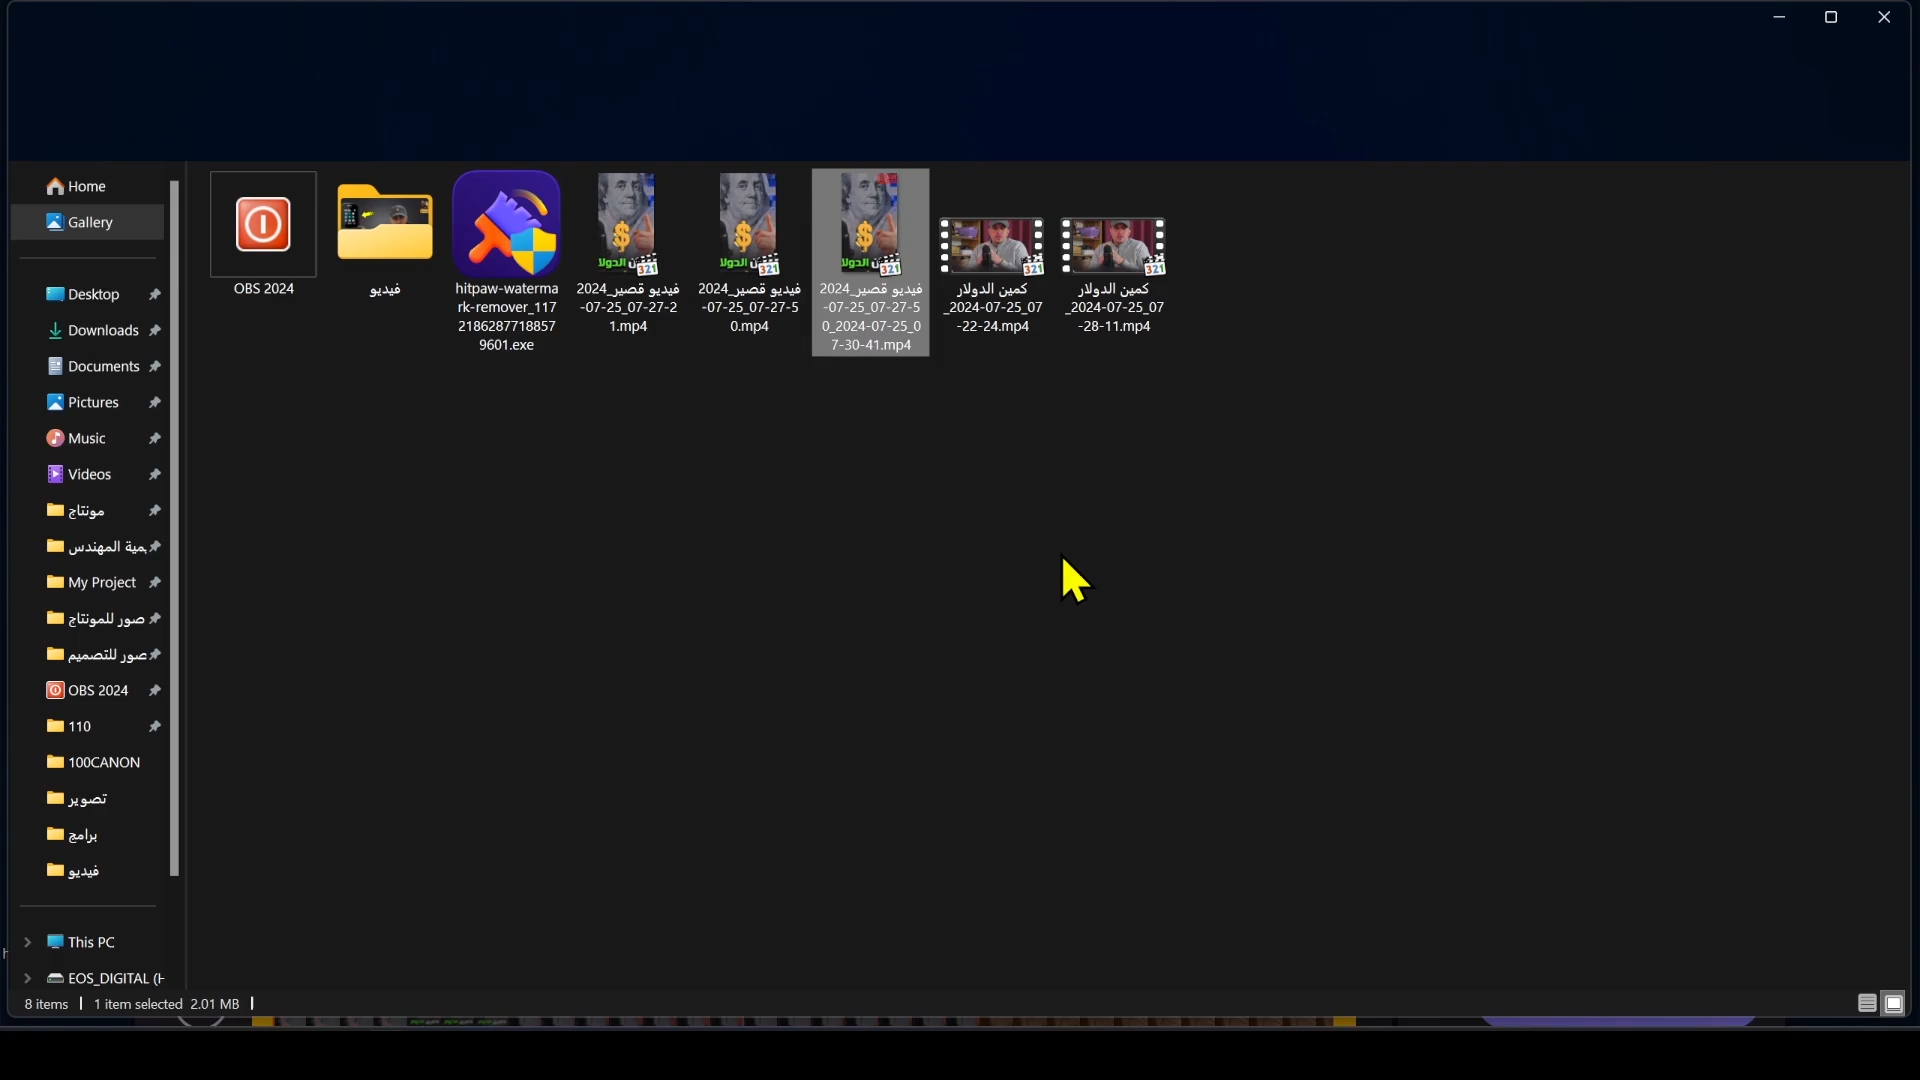 Home
Gallery
Desktop
Downloads
Documents
Pictures
Music
Videos
مونتاج
ـمية المهندس
My Project
صور للمونتاج
صور للتصميم
OBS 2024
110
100CANON
تصوير
برامج
فيديو
This PC
EOS_DIGITAL (H
OBS 2024
فيديو
hitpaw-waterma
rk-remover_117
2186287718857
9601.exe
فيديو قصير_2024
-07-25_07-27-2
1.mp4
فيديو قصير_2024
-07-25_07-27-5
0.mp4
فيديو قصير_2024
-07-25_07-27-5
0_2024-07-25_0
7-30-41.mp4
كمين الدولار
_2024-07-25_07
-22-24.mp4
كمين الدولار
_2024-07-25_07
-28-11.mp4
8 items
1 item selected 2.01 MB